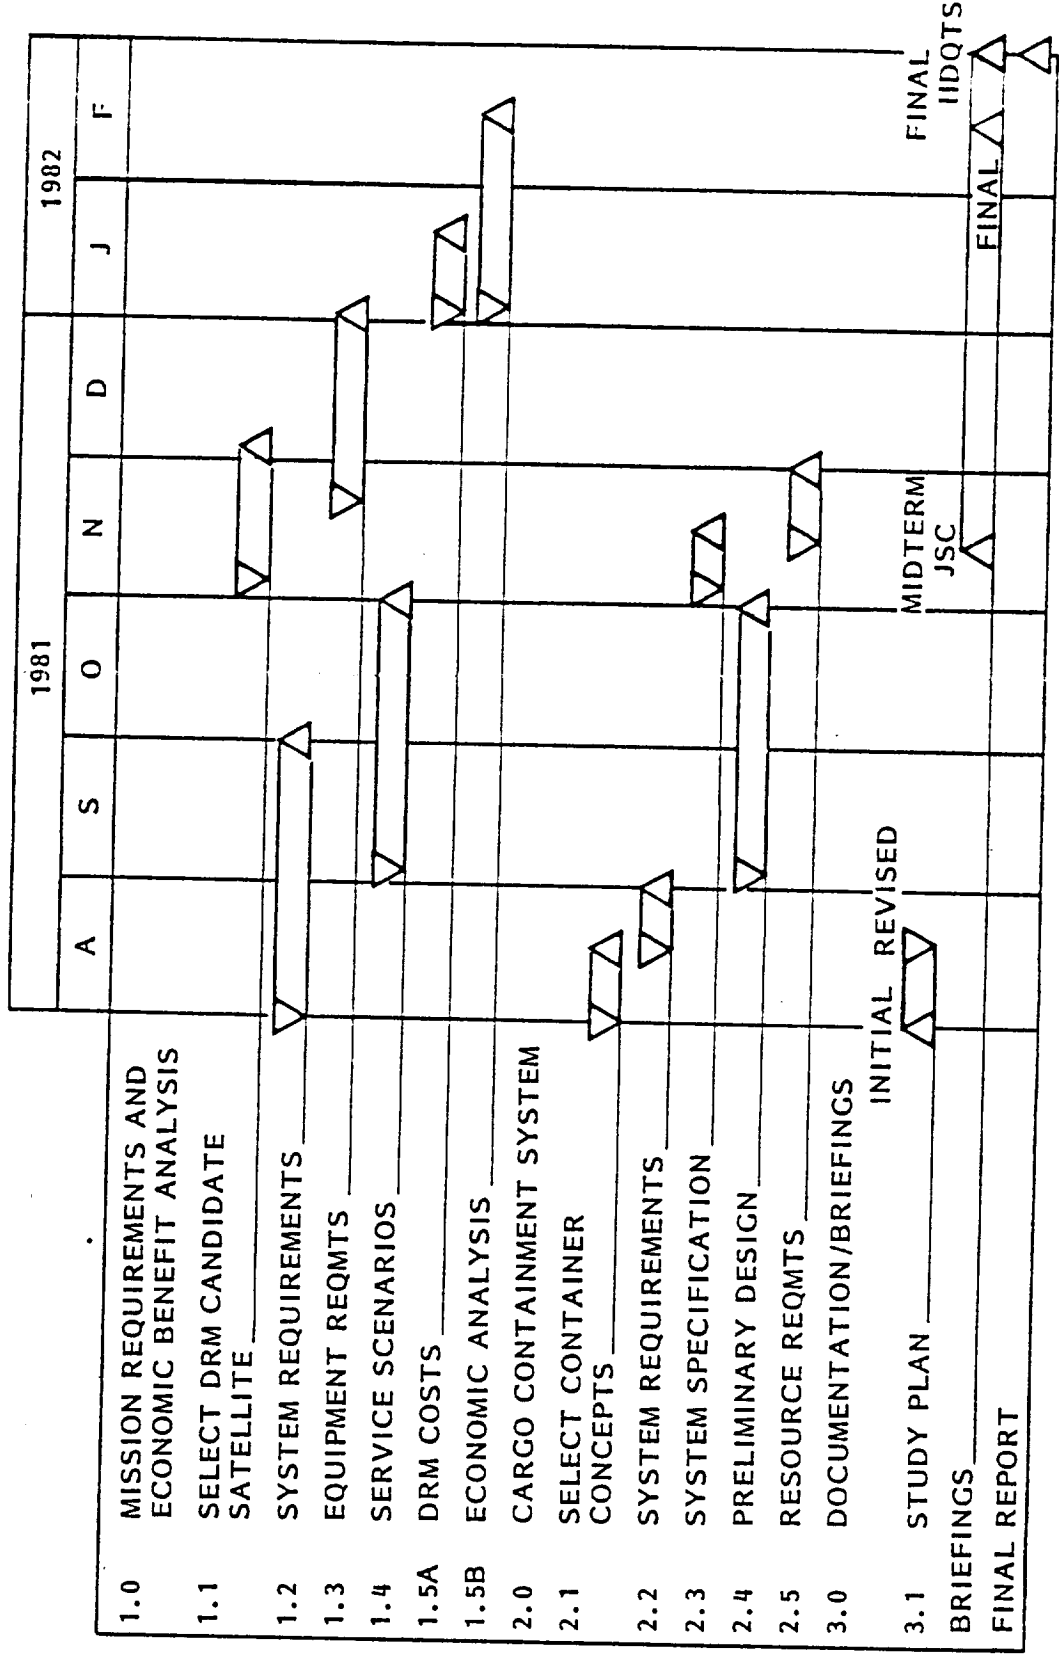 1981 1982
A S O N D J F
1.0 MISSION REQUIREMENTS AND
ECONOMIC BENEFIT ANALYSIS
1.1 SELECT DRM CANDIDATE
SATELLITE
1.2 SYSTEM REQUIREMENTS
1.3 EQUIPMENT REQMTS
1.4 SERVICE SCENARIOS
1.5A DRM COSTS
1.5B ECONOMIC ANALYSIS
2.0 CARGO CONTAINMENT SYSTEM
2.1 SELECT CONTAINER
CONCEPTS
2.2 SYSTEM REQUIREMENTS
2.3 SYSTEM SPECIFICATION
2.4 PRELIMINARY DESIGN
2.5 RESOURCE REQMTS
3.0 DOCUMENTATION/BRIEFINGS
INITIAL REVISED MIDTERM FINAL
3.1 STUDY PLAN JSC HDQTS
BRIEFINGS FINAL
FINAL REPORT